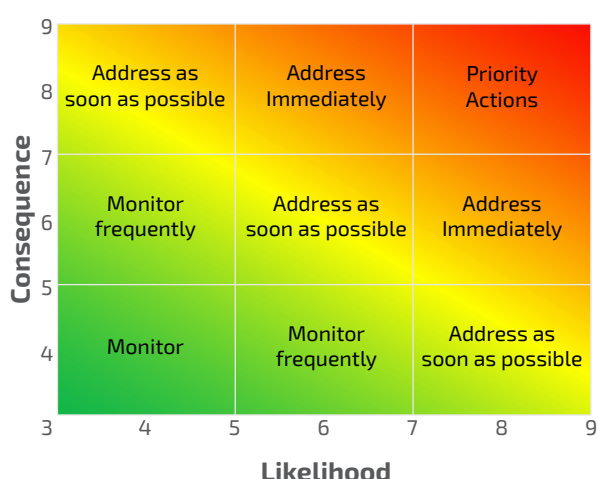 9
Address as
soon as possible
Address
Immediately
Priority
Actions
8
7
Consequence
Monitor
frequently
Address as
soon as possible
Address
Immediately
6
5
Monitor
Monitor
frequently
Address as
soon as possible
4
3
4
5
6
7
8
9
Likelihood